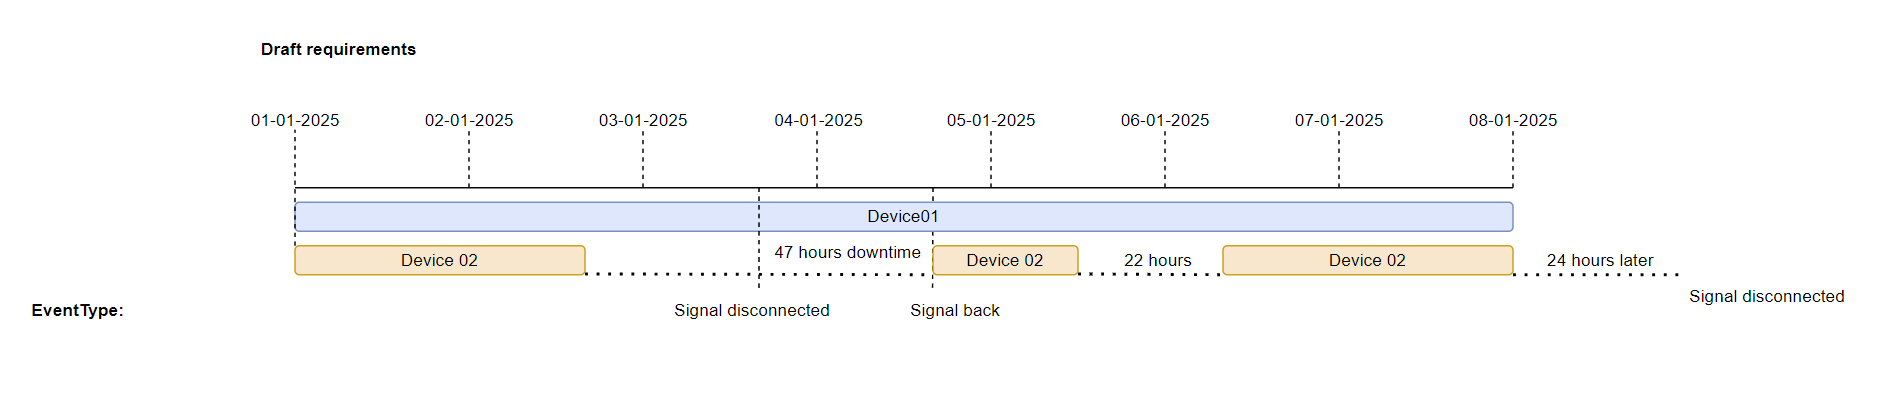 Draft requirements
01-01-2025
02-01-2025
03-01-2025
04-01-2025
05-01-2025
06-01-2025
07-01-2025
08-01-2025
Device01
47 hours downtime
Device 02
Device 02
22 hours
Device 02
24 hours later
Signal disconnected
EventType:
Signal disconnected
Signal back